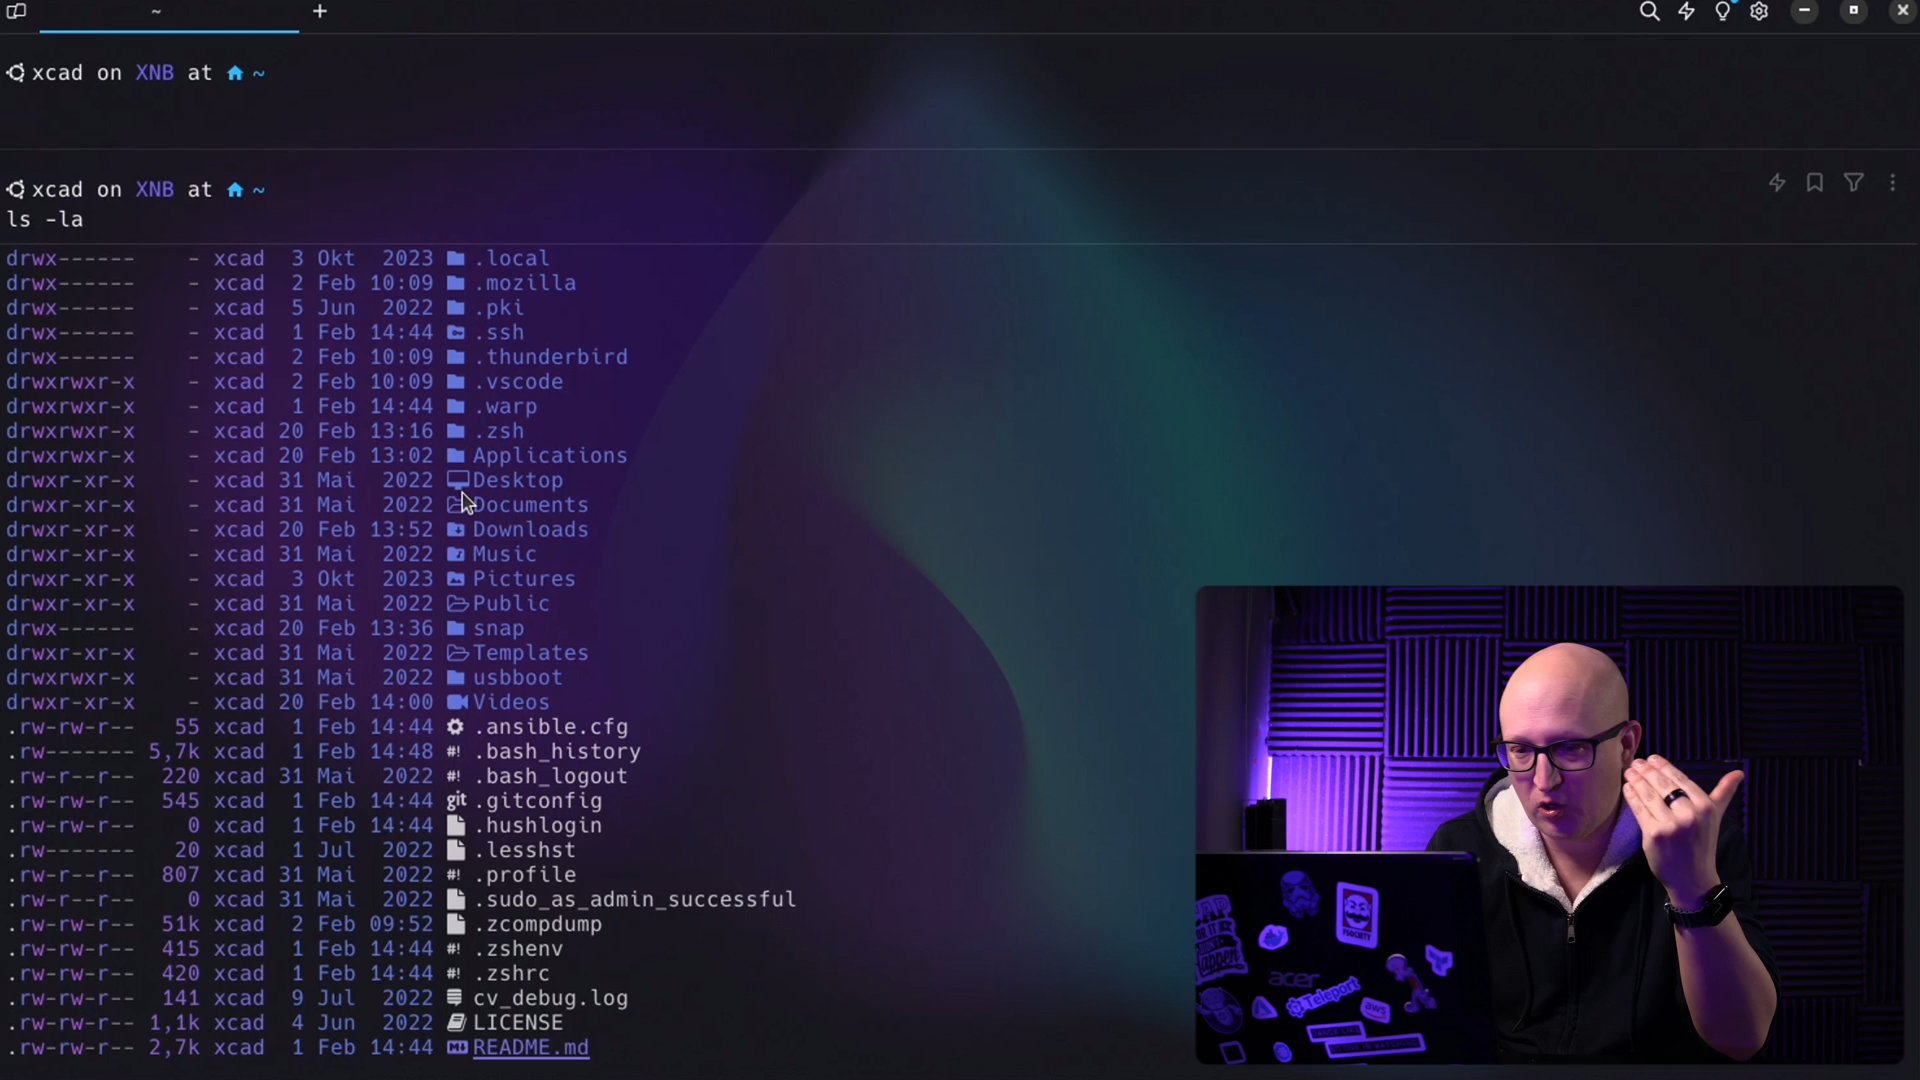 ~ +
xcad on XNB at ~
xcad on XNB at ~
ls -la
drwx------ - xcad 3 Okt 2023 .local
drwx------ - xcad 2 Feb 10:09 .mozilla
drwx------ - xcad 5 Jun 2022 .pki
drwx------ - xcad 1 Feb 14:44 .ssh
drwx------ - xcad 2 Feb 10:09 .thunderbird
drwxrwxr-x - xcad 2 Feb 10:09 .vscode
drwxrwxr-x - xcad 1 Feb 14:44 .warp
drwxrwxr-x - xcad 20 Feb 13:16 .zsh
drwxrwxr-x - xcad 20 Feb 13:02 Applications
drwxr-xr-x - xcad 31 Mai 2022 Desktop
drwxr-xr-x - xcad 31 Mai 2022 Documents
drwxr-xr-x - xcad 20 Feb 13:52 Downloads
drwxr-xr-x - xcad 31 Mai 2022 Music
drwxr-xr-x - xcad 3 Okt 2023 Pictures
drwxr-xr-x - xcad 31 Mai 2022 Public
drwx------ - xcad 20 Feb 13:36 snap
drwxr-xr-x - xcad 31 Mai 2022 Templates
drwxr-xr-x - xcad 31 Mai 2022 usbboot
drwxr-xr-x - xcad 20 Feb 14:00 Videos
.rw-rw-r-- 55 xcad 1 Feb 14:44 .ansible.cfg
.rw------- 5,7k xcad 1 Feb 14:48 #! .bash_history
.rw-r--r-- 220 xcad 31 Mai 2022 #! .bash_logout
.rw-rw-r-- 545 xcad 1 Feb 14:44 git .gitconfig
.rw-rw-r-- 0 xcad 1 Feb 14:44 .hushlogin
.rw------- 20 xcad 1 Jul 2022 .lesshst
.rw-r--r-- 807 xcad 31 Mai 2022 #! .profile
.rw-r--r-- 0 xcad 31 Mai 2022 .sudo_as_admin_successful
.rw-rw-r-- 51k xcad 2 Feb 09:52 .zcompdump
.rw-rw-r-- 415 xcad 1 Feb 14:44 #! .zshenv
.rw-rw-r-- 420 xcad 1 Feb 14:44 #! .zshrc
.rw-rw-r-- 141 xcad 9 Jul 2022 cv_debug.log
.rw-rw-r-- 1,1k xcad 4 Jun 2022 LICENSE
.rw-rw-r-- 2,7k xcad 1 Feb 14:44 README.md
FSOCIETY
acer
Teleport
aws